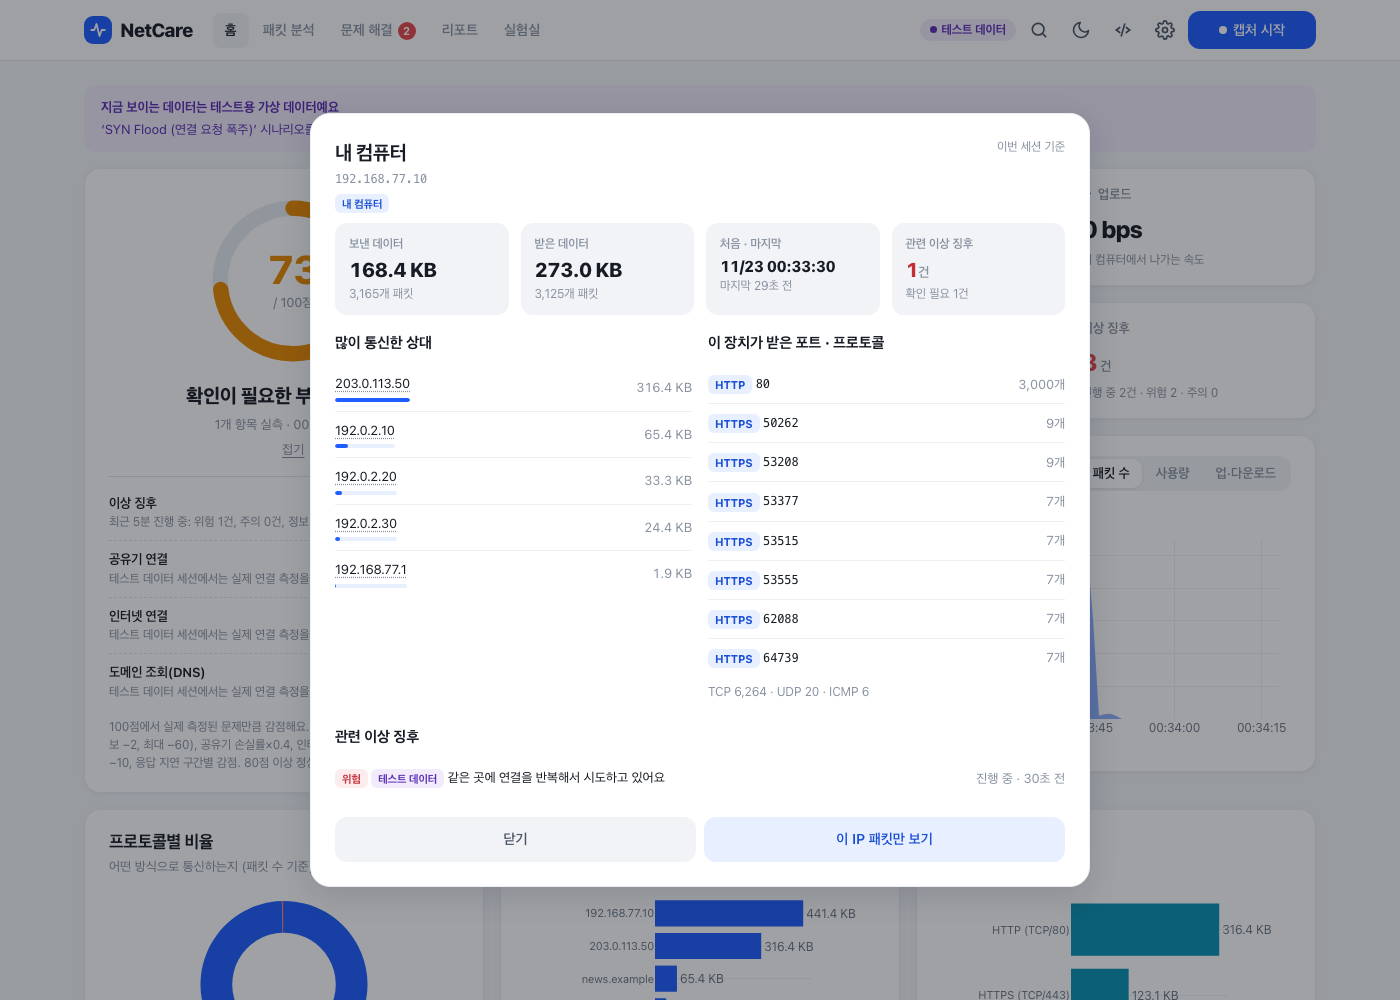 NetCare
홈
패킷 분석
문제 해결 2
리포트
실험실
테스트 데이터
캡처 시작
지금 보이는 데이터는 테스트용 가상 데이터예요
‘SYN Flood (연결 요청 폭주)’ 시나리오
내 컴퓨터
이번 세션 기준
192.168.77.10
내 컴퓨터
보낸 데이터
168.4 KB
3,165개 패킷
받은 데이터
273.0 KB
3,125개 패킷
처음 · 마지막
11/23 00:33:30
마지막 29초 전
관련 이상 징후
1건
확인 필요 1건
많이 통신한 상대
203.0.113.50 316.4 KB
192.0.2.10 65.4 KB
192.0.2.20 33.3 KB
192.0.2.30 24.4 KB
192.168.77.1 1.9 KB
이 장치가 받은 포트 · 프로토콜
HTTP 80 3,000개
HTTPS 50262 9개
HTTPS 53208 9개
HTTPS 53377 7개
HTTPS 53515 7개
HTTPS 53555 7개
HTTPS 62088 7개
HTTPS 64739 7개
TCP 6,264 · UDP 20 · ICMP 6
관련 이상 징후
위험 테스트 데이터 같은 곳에 연결을 반복해서 시도하고 있어요 진행 중 · 30초 전
닫기
이 IP 패킷만 보기
73
/ 100점
확인이 필요한
1개 항목 실측 · 00
접기
이상 징후
최근 5분 진행 중: 위험 1건, 주의 0건, 정보
공유기 연결
테스트 데이터 세션에서는 실제 연결 측정을
인터넷 연결
테스트 데이터 세션에서는 실제 연결 측정을
도메인 조회(DNS)
테스트 데이터 세션에서는 실제 연결 측정을
100점에서 실제 측정된 문제만큼 감점해요.
보 −2, 최대 −60), 공유기 손실률×0.4,
−10, 응답 지연 구간별 감점. 80점 이상
· 업로드
0 bps
컴퓨터에서 나가는 속도
이상 징후
3 건
진행 중 2건 · 위험 2 · 주의 0
패킷 수
사용량
업·다운로드
3:45
00:34:00
00:34:15
프로토콜별 비율
어떤 방식으로 통신하는지 (패킷 수 기준
192.168.77.10 441.4 KB
203.0.113.50 316.4 KB
news.example 65.4 KB
HTTP (TCP/80) 316.4 KB
HTTPS (TCP/443) 123.1 KB